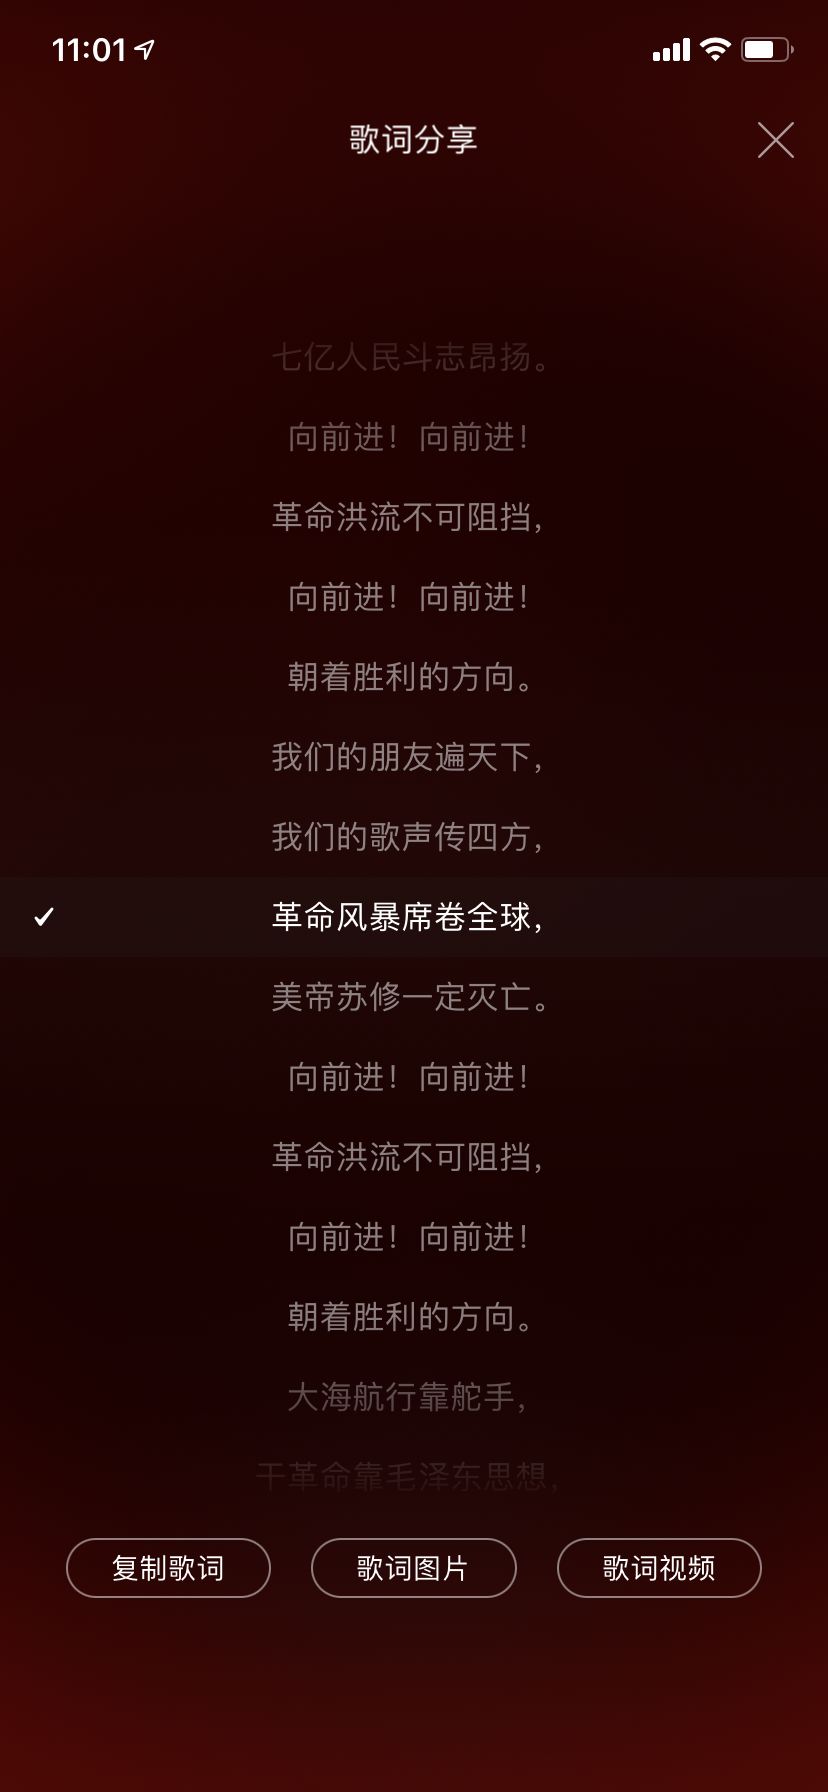 11:01
歌词分享
七亿人民斗志昂扬。
向前进！向前进！
革命洪流不可阻挡，
向前进！向前进！
朝着胜利的方向。
我们的朋友遍天下，
我们的歌声传四方，
革命风暴席卷全球，
美帝苏修一定灭亡。
向前进！向前进！
革命洪流不可阻挡，
向前进！向前进！
朝着胜利的方向。
大海航行靠舵手，
干革命靠毛泽东思想，
复制歌词 歌词图片 歌词视频